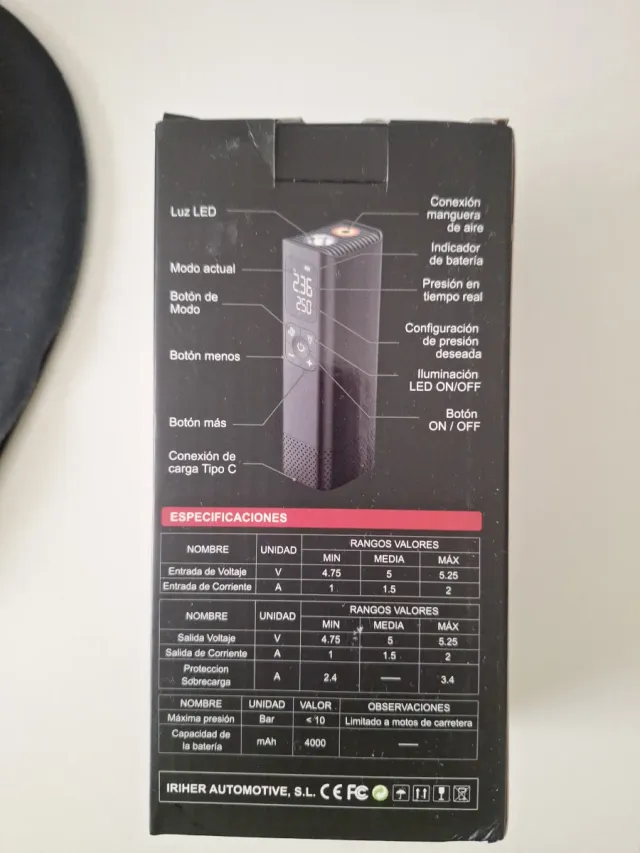 Luz LED
Modo actual
Botón de
Modo
Botón menos
Botón más
Conexión de
carga Tipo C
Conexión
manguera
de aire
Indicador
de batería
Presión en
tiempo real
Configuración
de presión
deseada
Iluminación
LED ON/OFF
Botón
ON / OFF
2.36
250
ESPECIFICACIONES
NOMBRE UNIDAD RANGOS VALORES
MIN MEDIA MÁX
Entrada de Voltaje V 4.75 5 5.25
Entrada de Corriente A 1 1.5 2
NOMBRE UNIDAD RANGOS VALORES
MIN MEDIA MÁX
Salida Voltaje V 4.75 5 5.25
Salida de Corriente A 1 1.5 2
Proteccion
Sobrecarga A 2.4 — 3.4
NOMBRE UNIDAD VALOR OBSERVACIONES
Máxima presión Bar < 10 Limitado a motos de carretera
Capacidad de
la batería mAh 4000 —
IRIHER AUTOMOTIVE, S.L. CE FC